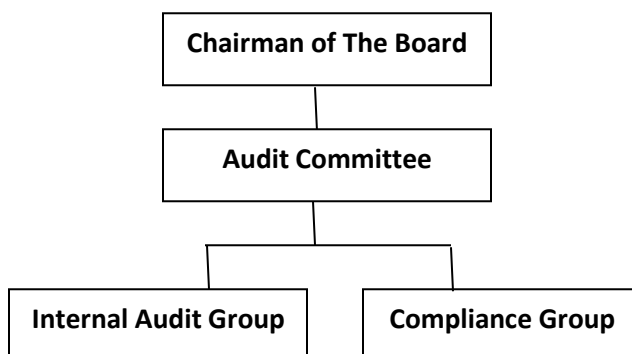 Chairman of The Board
Audit Committee
Internal Audit Group
Compliance Group